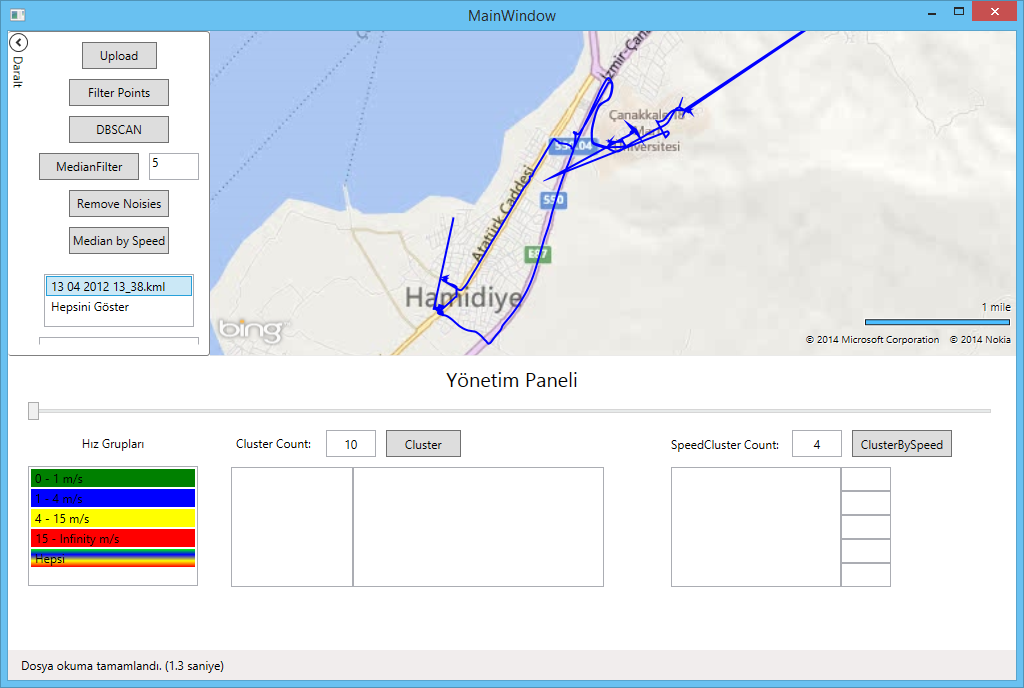 MainWindow
Daralt
Upload
Filter Points
DBSCAN
MedianFilter
5
Remove Noisies
Median by Speed
13 04 2012 13_38.kml
Hepsini Göster
İzmir-Çana
Çanakkale
Mar
niversitesi
550
E87
Atatürk Caddesi
Hamidiye
bing
1 mile
© 2014 Microsoft Corporation © 2014 Nokia
Yönetim Paneli
Hız Grupları
Cluster Count:
10
Cluster
SpeedCluster Count:
4
ClusterBySpeed
0 - 1 m/s
1 - 4 m/s
4 - 15 m/s
15 - Infinity m/s
Hepsi
Dosya okuma tamamlandı. (1.3 saniye)